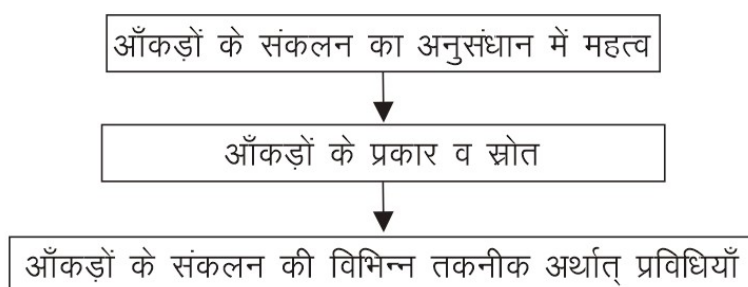 आँकड़ों के संकलन का अनुसंधान में महत्व
आँकड़ों के प्रकार व स्रोत
आँकड़ों के संकलन की विभिन्न तकनीक अर्थात् प्रविधियाँ